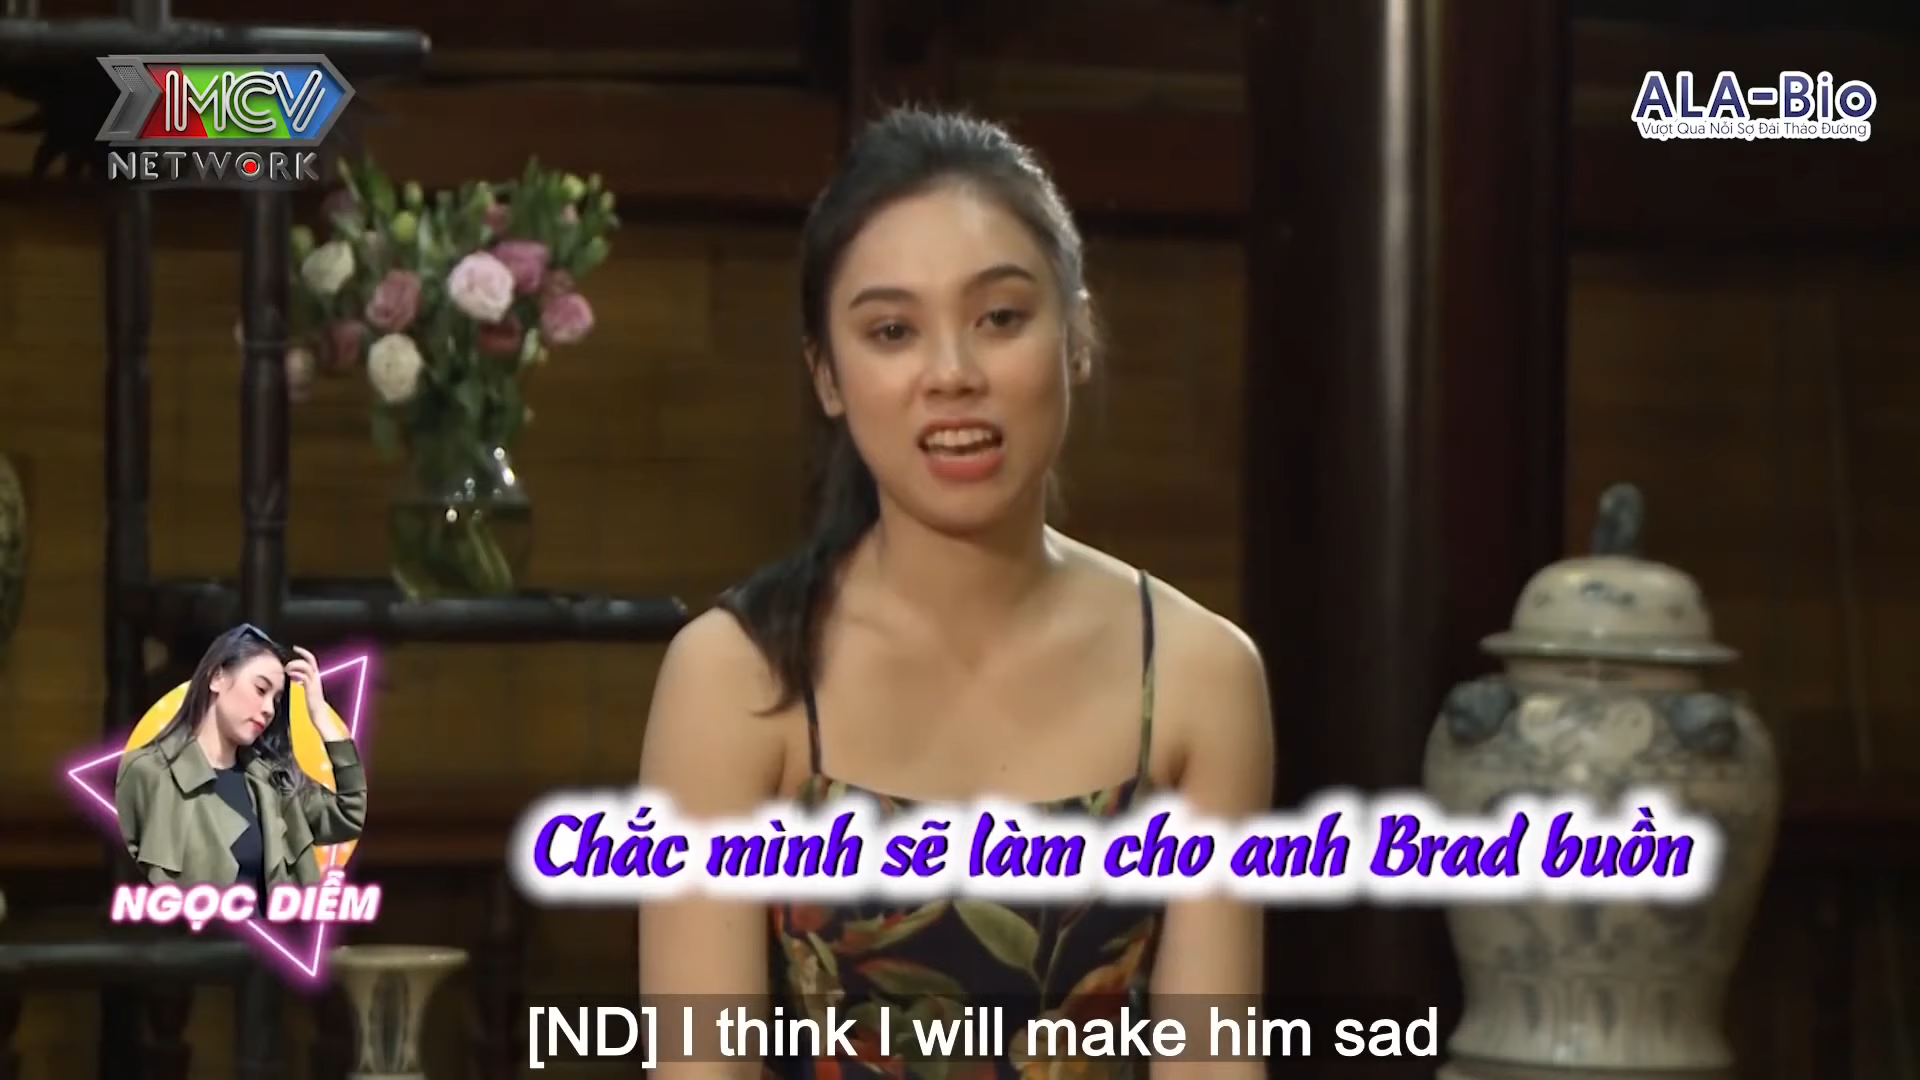 MCV
NETWORK
ALA-Bio
Vượt Qua Nỗi Sợ Đái Tháo Đường
NGỌC DIỄM
Chắc mình sẽ làm cho anh Brad buồn
[ND] I think I will make him sad